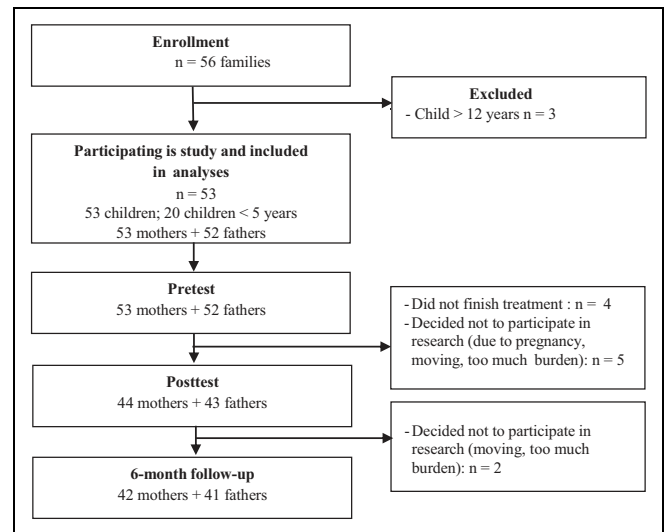 Enrollment
n = 56 families
Excluded
- Child > 12 years n = 3
Participating is study and included
in analyses
n = 53
53 children; 20 children < 5 years
53 mothers + 52 fathers
Pretest
53 mothers + 52 fathers
- Did not finish treatment : n = 4
- Decided not to participate in
research (due to pregnancy,
moving, too much burden): n = 5
Posttest
44 mothers + 43 fathers
- Decided not to participate in
research (moving, too much
burden): n = 2
6-month follow-up
42 mothers + 41 fathers